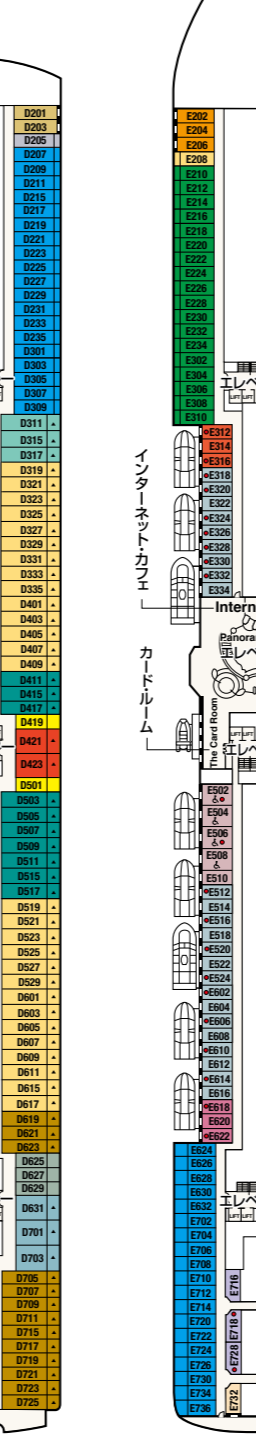 D201
D203
D205
D207
D209
D211
D215
D217
D219
D221
D223
D225
D227
D229
D231
D233
D235
D301
D303
D305
D307
D309
D311
D315
D317
D319
D321
D323
D325
D327
D329
D331
D333
D335
D401
D403
D405
D407
D409
D411
D415
D417
D419
D421
D423
D501
D503
D505
D507
D509
D511
D515
D517
D519
D521
D523
D525
D527
D529
D601
D603
D605
D607
D609
D611
D615
D617
D619
D621
D623
D625
D627
D629
D631
D701
D703
D705
D707
D709
D711
D715
D717
D719
D721
D723
D725
インターネット・カフェ
カード・ルーム
E202
E204
E206
E208
E210
E212
E214
E216
E218
E220
E222
E224
E226
E228
E230
E232
E234
E302
E304
E306
E308
E310
E312
E314
E316
E318
E320
E322
E324
E326
E328
E330
E332
E334
エレベ
LIFT LIFT
Intern
Panora
エレベ
The Card Room
LIFT LIFT
エレベ
E502
E504
E506
E508
E510
E512
E514
E516
E518
E520
E522
E524
E602
E604
E606
E608
E610
E612
E614
E616
E618
E620
E622
E624
E626
E628
E630
E632
E702
E704
E706
E708
E710
E712
E714
E720
E722
E724
E726
E730
E734
E736
エレベ
LIFT LIFT
E716
E718
E728
E732